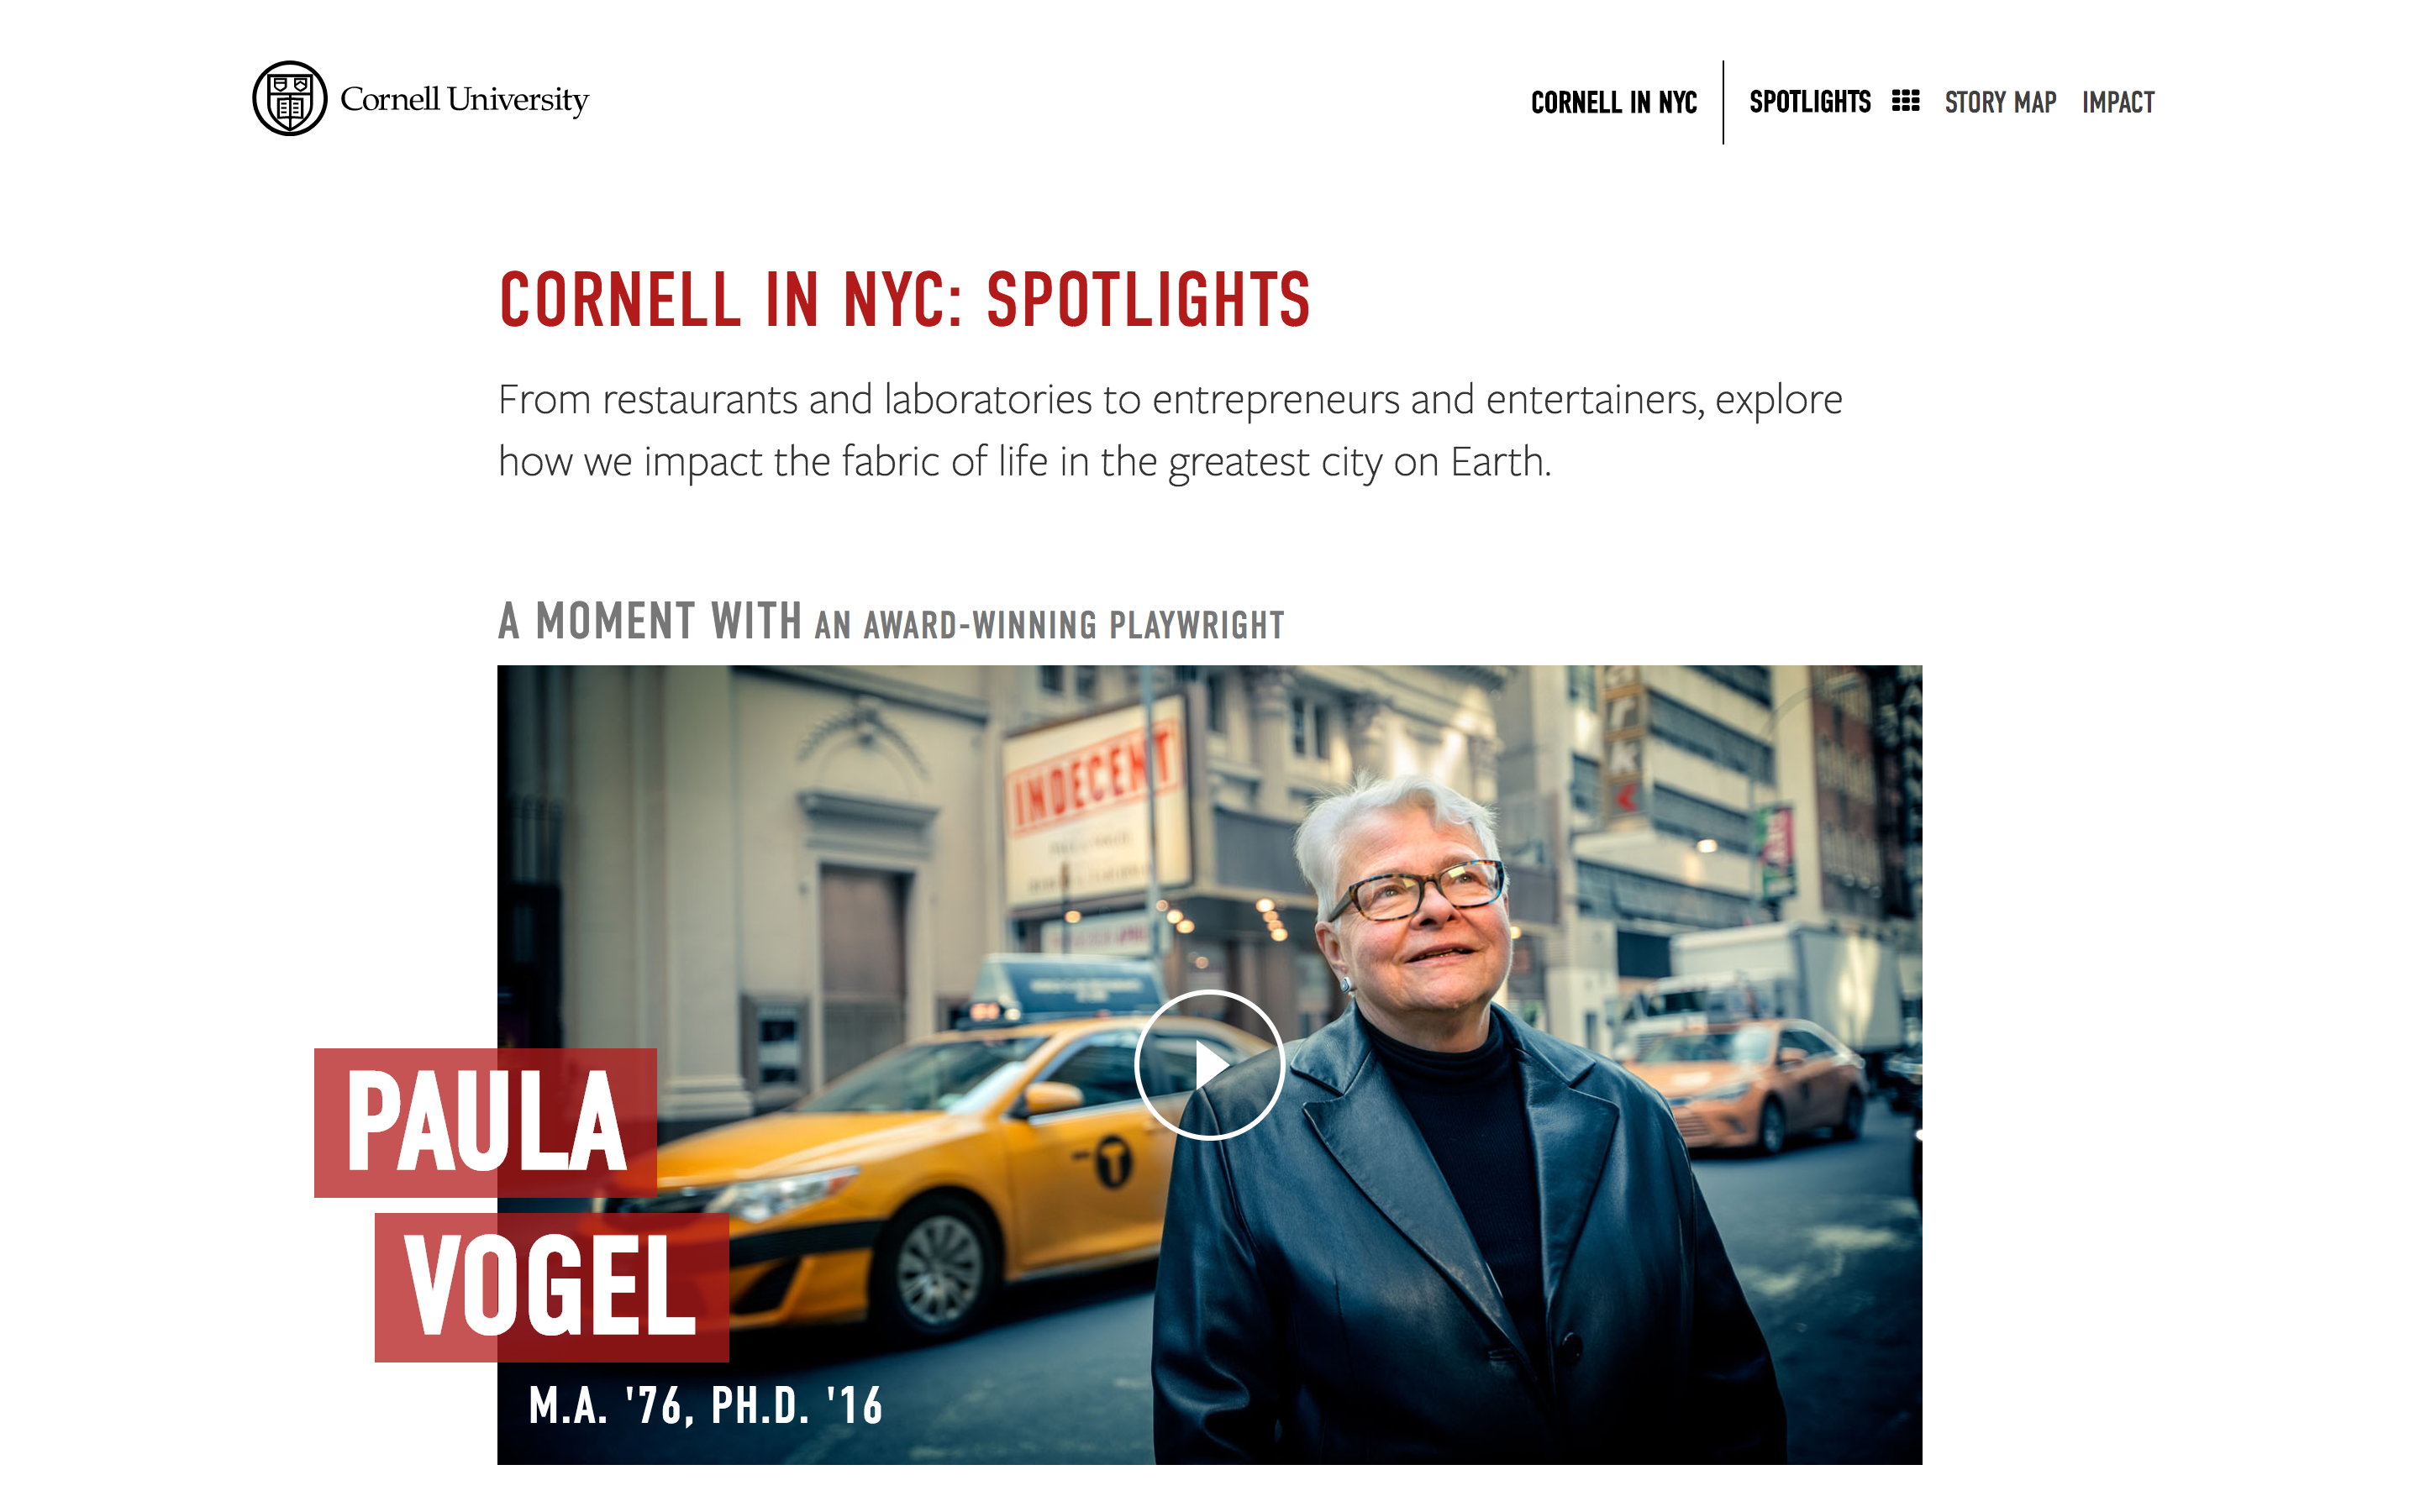 Cornell University
CORNELL IN NYC
SPOTLIGHTS
STORY MAP
IMPACT
CORNELL IN NYC: SPOTLIGHTS
From restaurants and laboratories to entrepreneurs and entertainers, explore
how we impact the fabric of life in the greatest city on Earth.
A MOMENT WITH AN AWARD-WINNING PLAYWRIGHT
INDECENT
ark
T
PAULA
VOGEL
M.A. '76, PH.D. '16